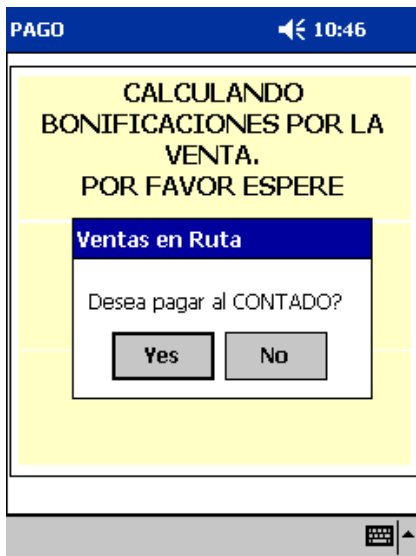 PAGO 10:46
CALCULANDO
BONIFICACIONES POR LA
VENTA.
POR FAVOR ESPERE
Ventas en Ruta
Desea pagar al CONTADO?
Yes No